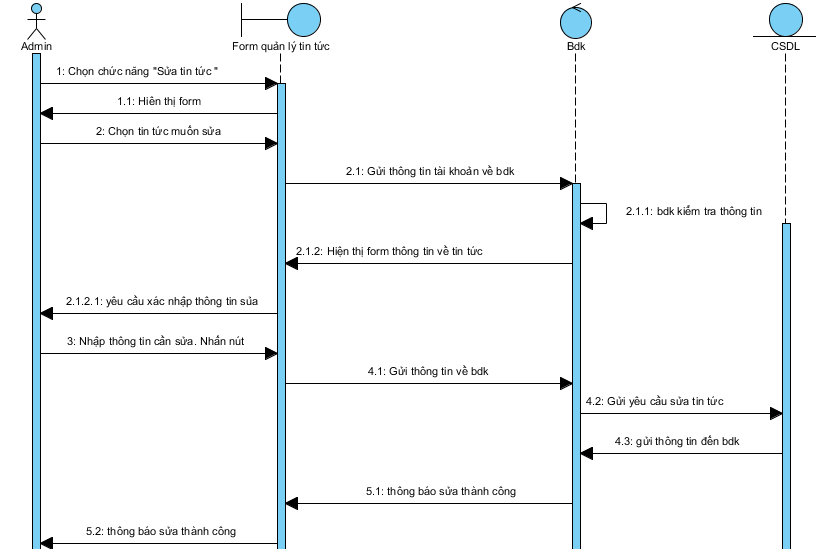 Admin
Form quản lý tin tức
Bdk
CSDL
1: Chọn chức năng "Sửa tin tức "
1.1: Hiên thị form
2: Chọn tin tức muốn sửa
2.1: Gửi thông tin tài khoản về bdk
2.1.1: bdk kiểm tra thông tin
2.1.2: Hiện thị form thông tin về tin tức
2.1.2.1: yêu cầu xác nhập thông tin sủa
3: Nhập thông tin cần sửa. Nhấn nút
4.1: Gửi thông tin về bdk
4.2: Gửi yêu cầu sửa tin tức
4.3: gửi thông tin đến bdk
5.1: thông báo sửa thành công
5.2: thông báo sửa thành công